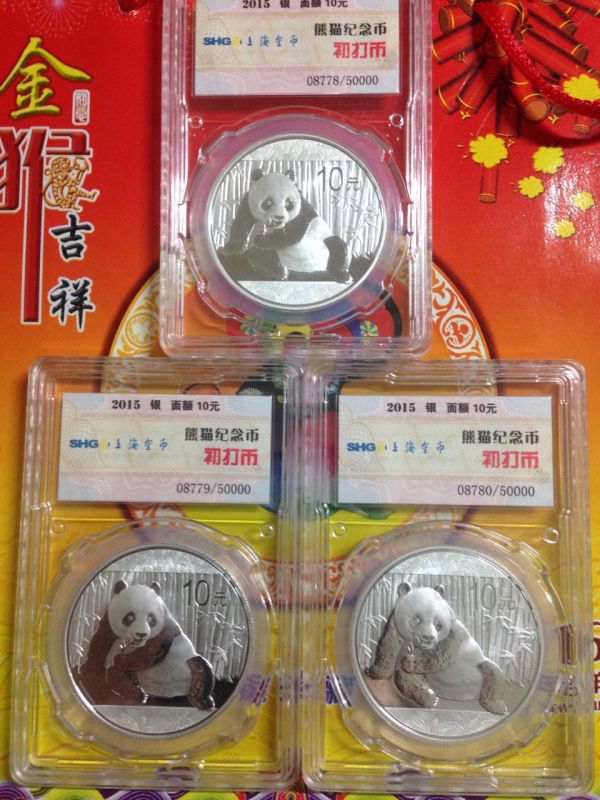 2015 银 面额 10元
SHG 上海金币
熊猫纪念币
初打币
08778/50000
10元
金
猴
吉
祥
2015 银 面额 10元
SHG 上海金币
熊猫纪念币
初打币
08779/50000
10元
2015 银 面额 10元
SHG 上海金币
熊猫纪念币
初打币
08780/50000
10元